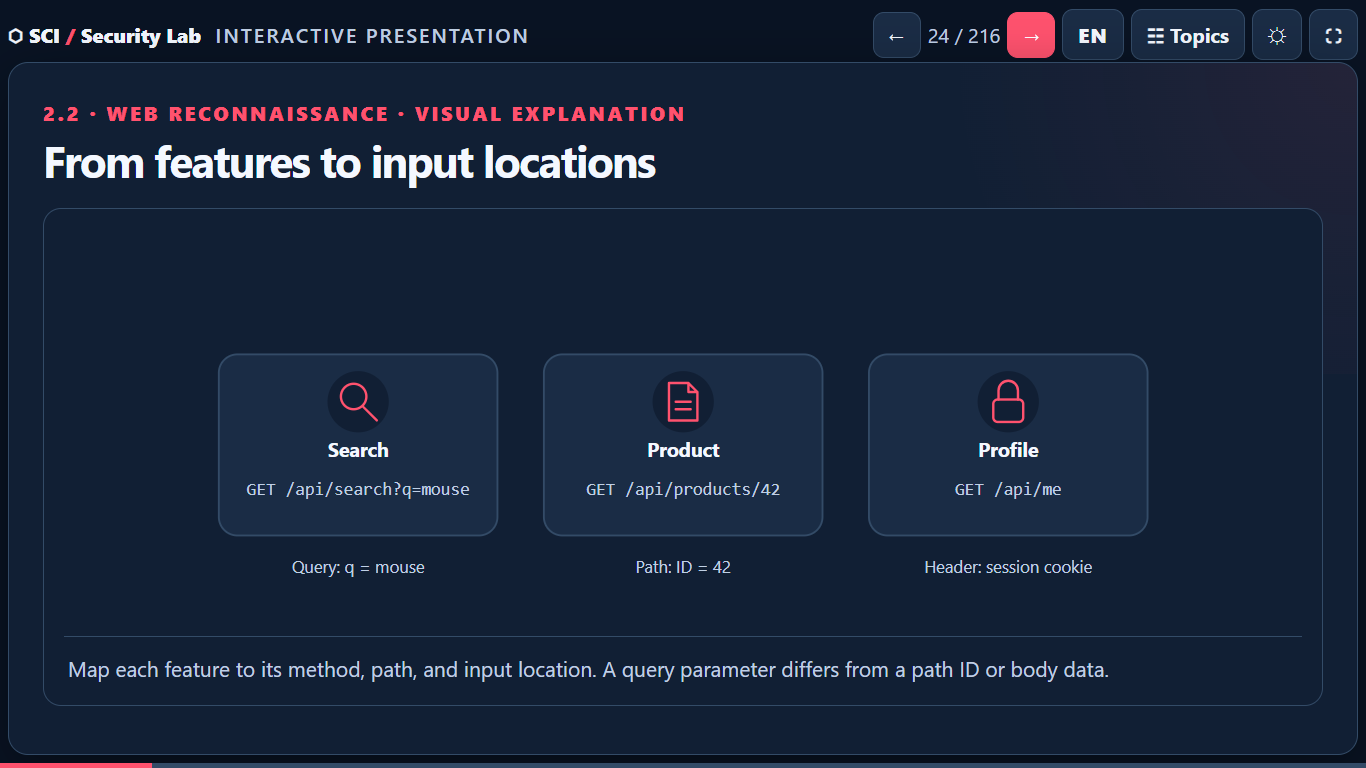 SCI / Security Lab INTERACTIVE PRESENTATION
← 24 / 216 → EN Topics
2.2 · WEB RECONNAISSANCE · VISUAL EXPLANATION
From features to input locations
Search
GET /api/search?q=mouse
Query: q = mouse
Product
GET /api/products/42
Path: ID = 42
Profile
GET /api/me
Header: session cookie
Map each feature to its method, path, and input location. A query parameter differs from a path ID or body data.